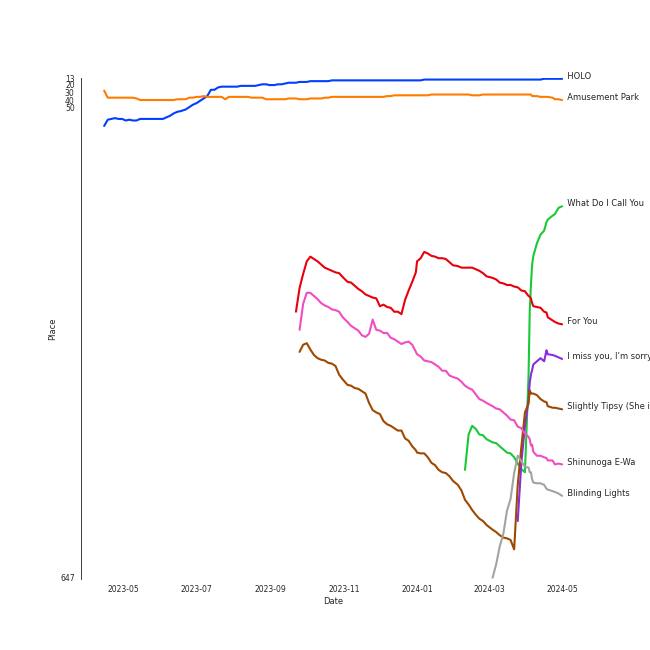 13
20
30
40
50
647
Place
2023-05
2023-07
2023-09
2023-11
2024-01
2024-03
2024-05
Date
HOLO
Amusement Park
What Do I Call You
For You
I miss you, I'm sorry
Slightly Tipsy (She i
Shinunoga E-Wa
Blinding Lights